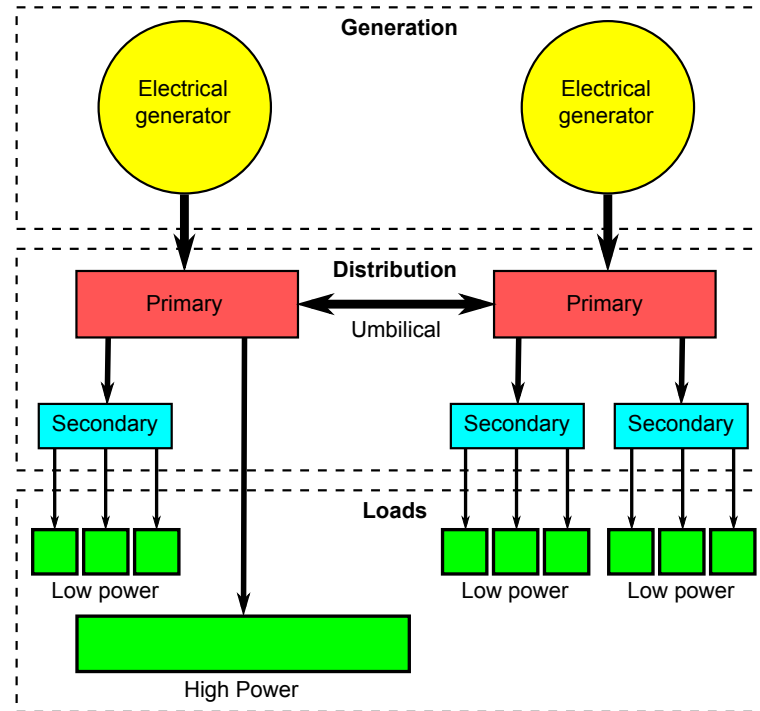 Generation
Electrical
generator
Electrical
generator
Distribution
Primary
Umbilical
Primary
Secondary
Secondary
Secondary
Loads
Low power
Low power
Low power
High Power